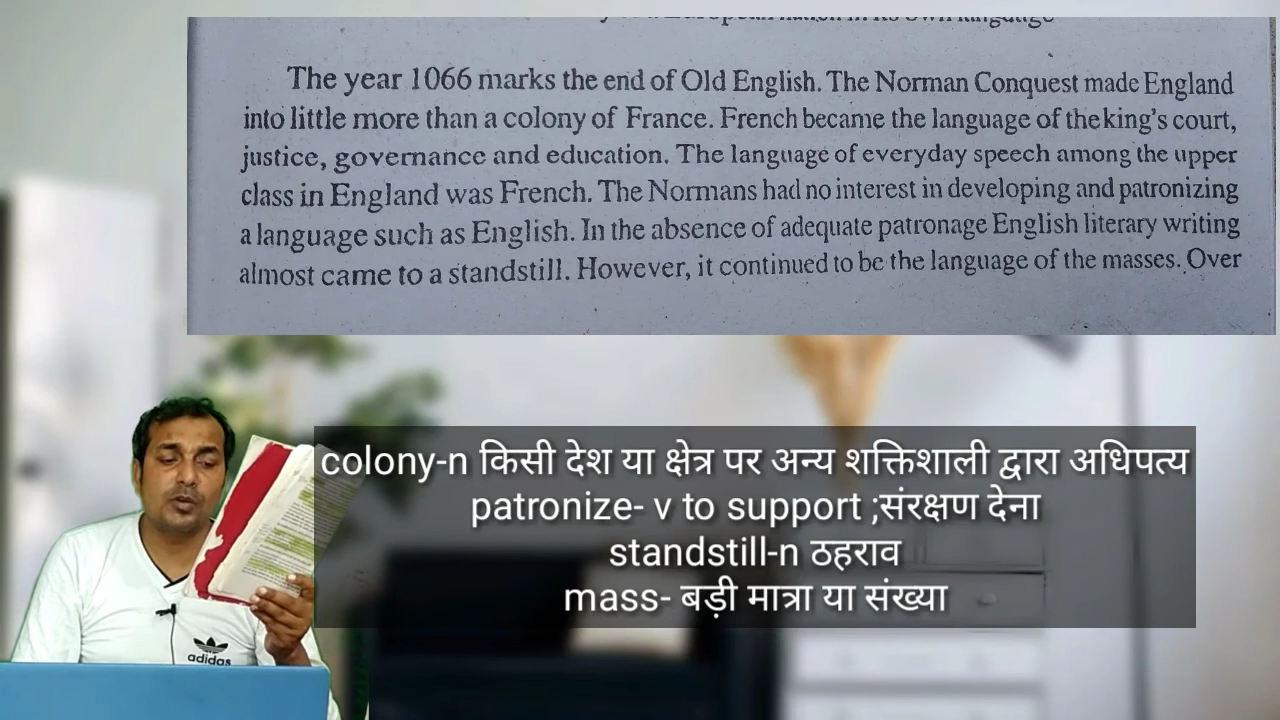 The year 1066 marks the end of Old English. The Norman Conquest made England
into little more than a colony of France. French became the language of the king's court,
justice, governance and education. The language of everyday speech among the upper
class in England was French. The Normans had no interest in developing and patronizing
a language such as English. In the absence of adequate patronage English literary writing
almost came to a standstill. However, it continued to be the language of the masses. Over
colony-n किसी देश या क्षेत्र पर अन्य शक्तिशाली द्वारा अधिपत्य
patronize- v to support ;संरक्षण देना
standstill-n ठहराव
mass- बड़ी मात्रा या संख्या
adidas